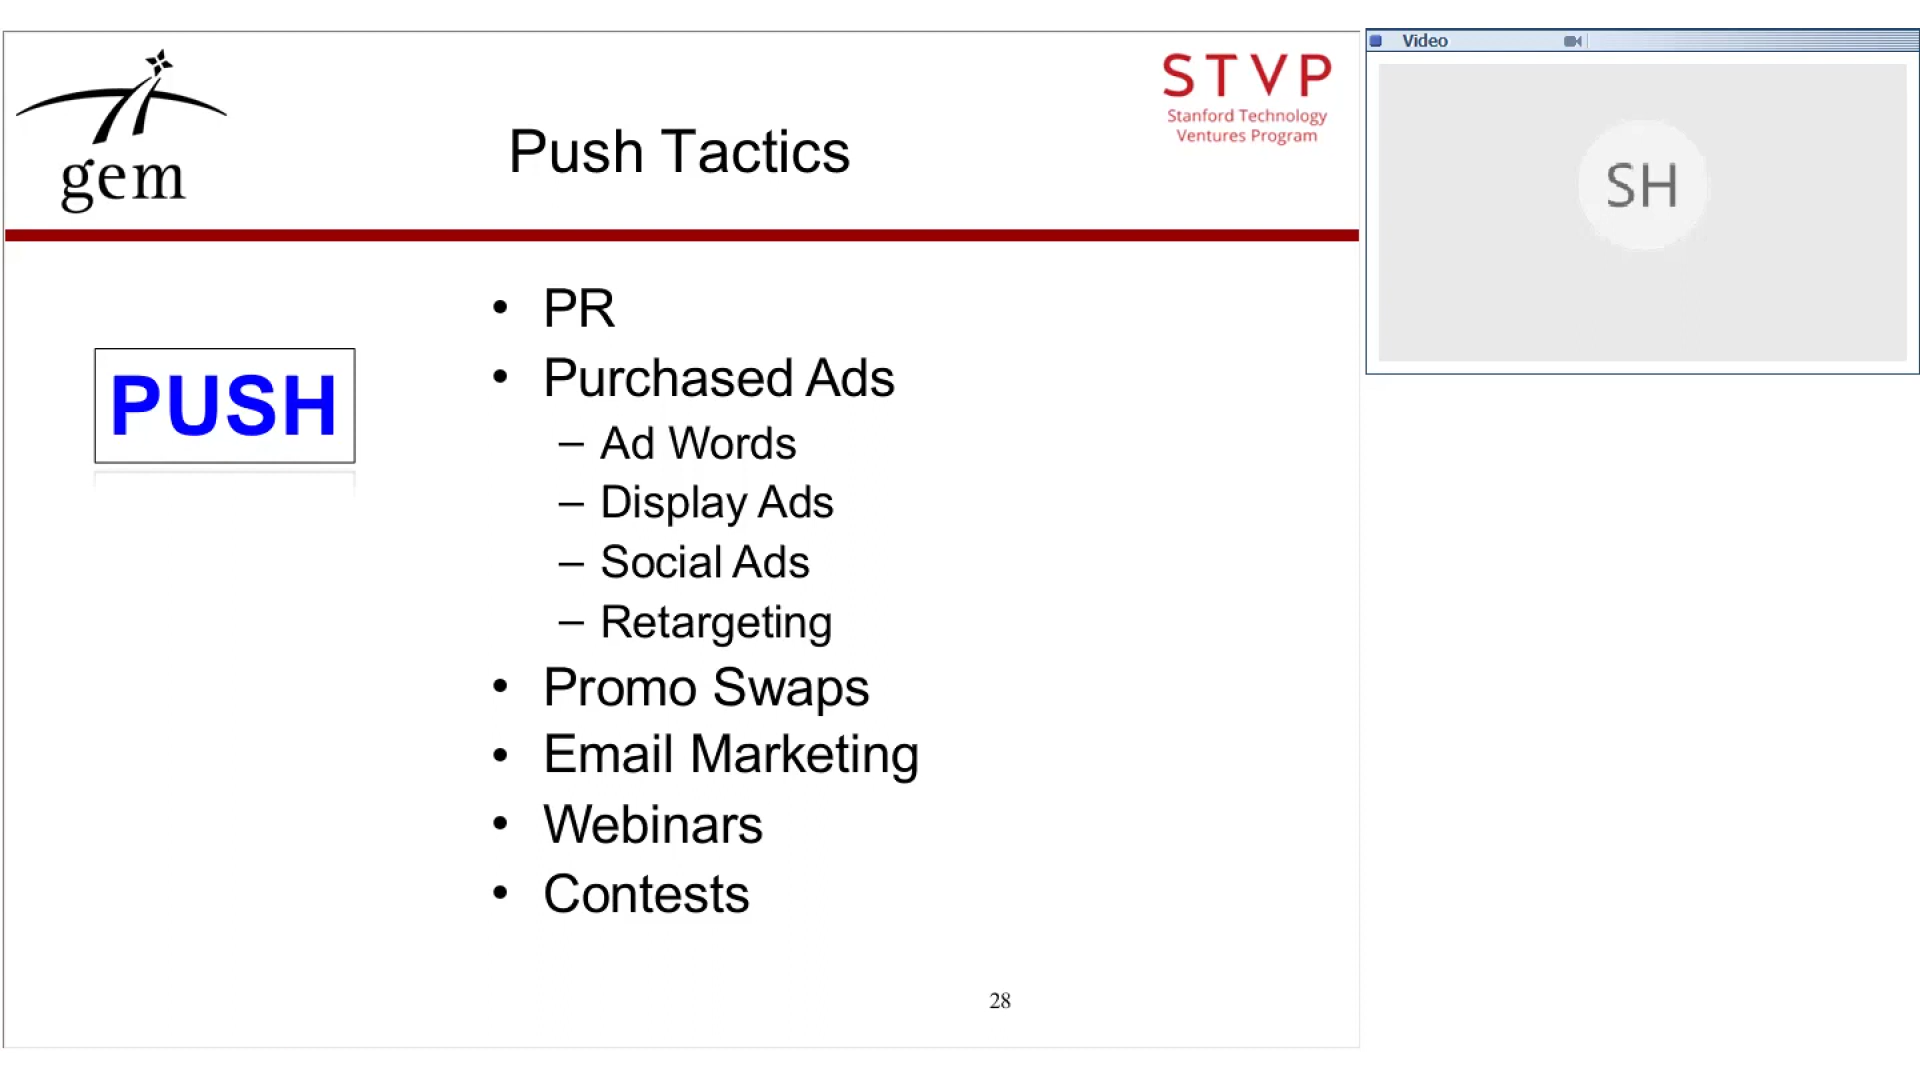 gem
Push Tactics
STVP
Stanford Technology
Ventures Program
PUSH
• PR
• Purchased Ads
– Ad Words
– Display Ads
– Social Ads
– Retargeting
• Promo Swaps
• Email Marketing
• Webinars
• Contests
28
Video
SH